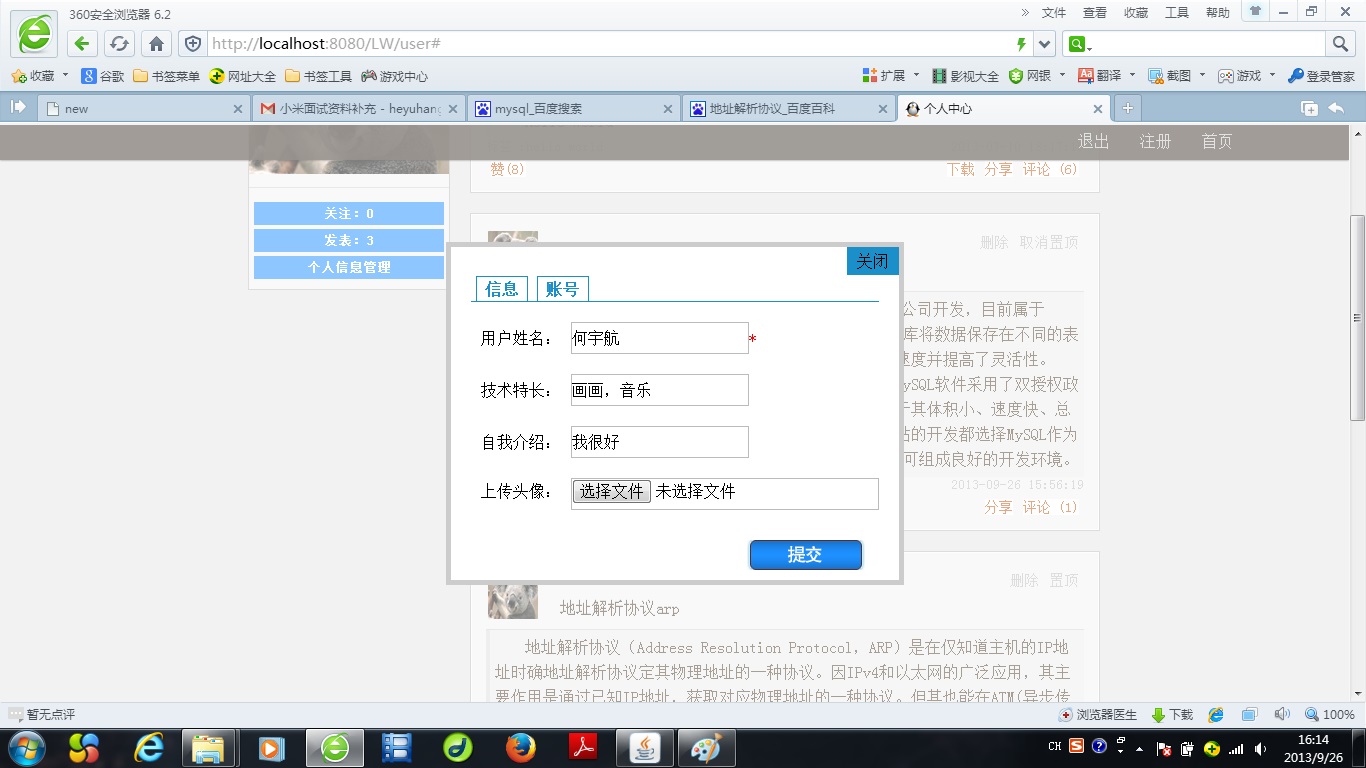 360安全浏览器 6.2
» 文件 查看 收藏 工具 帮助
http://localhost:8080/LW/user#
收藏 谷歌 书签菜单 网址大全 书签工具 游戏中心 扩展 影视大全 网银 翻译 截图 游戏 登录管家
new 小米面试资料补充 - heyuhang mysql_百度搜索 地址解析协议_百度百科 个人中心
退出 注册 首页
赞(8) 下载 分享 评论 (6)
关注: 0
发表: 3
个人信息管理
删除 取消置顶
关闭
信息 账号
用户姓名: 何宇航 *
技术特长: 画画，音乐
自我介绍: 我很好
上传头像: 选择文件 未选择文件
提交
公司开发，目前属于
库将数据保存在不同的表
速度并提高了灵活性。
ySQL软件采用了双授权政
于其体积小、速度快、总
站的开发都选择MySQL作为
可组成良好的开发环境。
2013-09-26 15:56:19
分享 评论 (1)
删除 置顶
地址解析协议arp
地址解析协议（Address Resolution Protocol，ARP）是在仅知道主机的IP地
址时确地址解析协议定其物理地址的一种协议。因IPv4和以太网的广泛应用，其主
要作用是通过已知IP地址，获取对应物理地址的一种协议。但其也能在ATM(异步传
暂无点评 浏览器医生 下载 100%
CH 16:14
2013/9/26